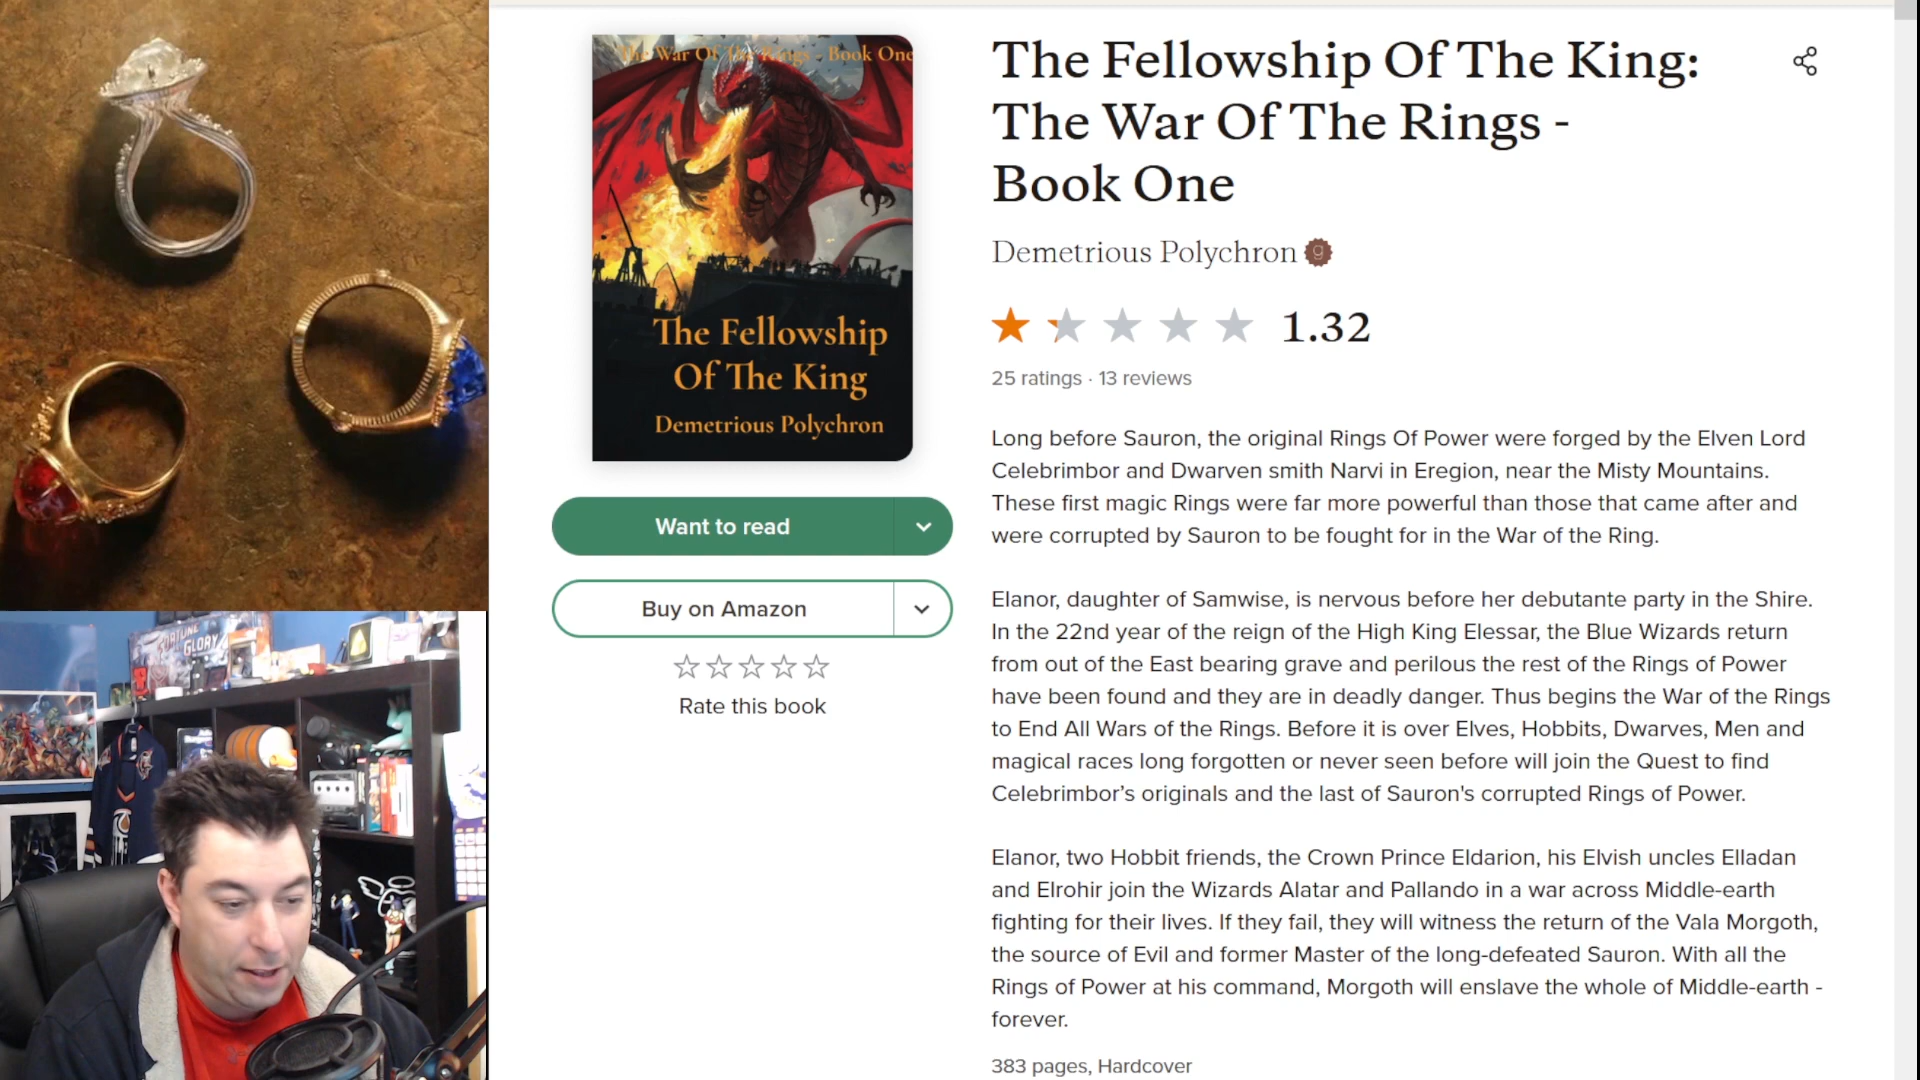 The War Of The Rings - Book One
The Fellowship
Of The King
Demetrious Polychron
Want to read
Buy on Amazon
Rate this book
The Fellowship Of The King:
The War Of The Rings -
Book One
Demetrious Polychron
1.32
25 ratings · 13 reviews
Long before Sauron, the original Rings Of Power were forged by the Elven Lord
Celebrimbor and Dwarven smith Narvi in Eregion, near the Misty Mountains.
These first magic Rings were far more powerful than those that came after and
were corrupted by Sauron to be fought for in the War of the Ring.
Elanor, daughter of Samwise, is nervous before her debutante party in the Shire.
In the 22nd year of the reign of the High King Elessar, the Blue Wizards return
from out of the East bearing grave and perilous the rest of the Rings of Power
have been found and they are in deadly danger. Thus begins the War of the Rings
to End All Wars of the Rings. Before it is over Elves, Hobbits, Dwarves, Men and
magical races long forgotten or never seen before will join the Quest to find
Celebrimbor’s originals and the last of Sauron's corrupted Rings of Power.
Elanor, two Hobbit friends, the Crown Prince Eldarion, his Elvish uncles Elladan
and Elrohir join the Wizards Alatar and Pallando in a war across Middle-earth
fighting for their lives. If they fail, they will witness the return of the Vala Morgoth,
the source of Evil and former Master of the long-defeated Sauron. With all the
Rings of Power at his command, Morgoth will enslave the whole of Middle-earth -
forever.
383 pages, Hardcover
FORTUNE
GLORY